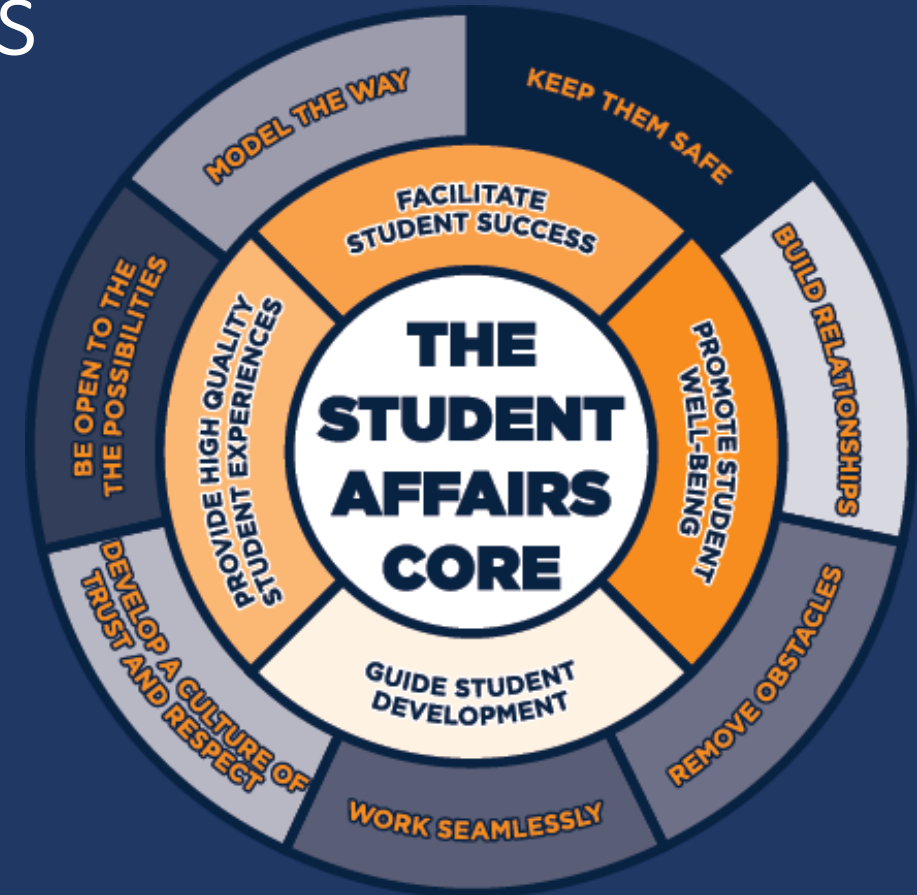 S
THE
STUDENT
AFFAIRS
CORE
FACILITATE
STUDENT SUCCESS
PROMOTE STUDENT
WELL-BEING
GUIDE STUDENT
DEVELOPMENT
PROVIDE HIGH QUALITY
STUDENT EXPERIENCES
KEEP THEM SAFE
BUILD RELATIONSHIPS
REMOVE OBSTACLES
WORK SEAMLESSLY
DEVELOP A CULTURE OF
TRUST AND RESPECT
BE OPEN TO THE
THE POSSIBILITIES
MODEL THE WAY